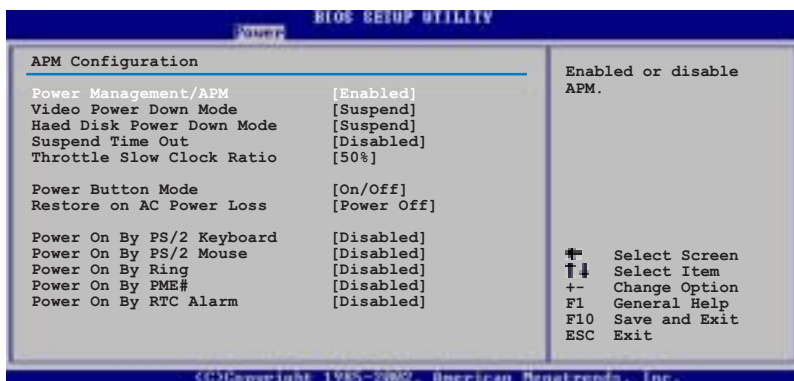 BIOS SETUP UTILITY
Power
APM Configuration
Power Management/APM [Enabled]
Video Power Down Mode [Suspend]
Haed Disk Power Down Mode [Suspend]
Suspend Time Out [Disabled]
Throttle Slow Clock Ratio [50%]
Power Button Mode [On/Off]
Restore on AC Power Loss [Power Off]
Power On By PS/2 Keyboard [Disabled]
Power On By PS/2 Mouse [Disabled]
Power On By Ring [Disabled]
Power On By PME# [Disabled]
Power On By RTC Alarm [Disabled]
Enabled or disable
APM.
Select Screen
↑↓ Select Item
+- Change Option
F1 General Help
F10 Save and Exit
ESC Exit
(C)Copyright 1985-2002, American Megatrends, Inc.